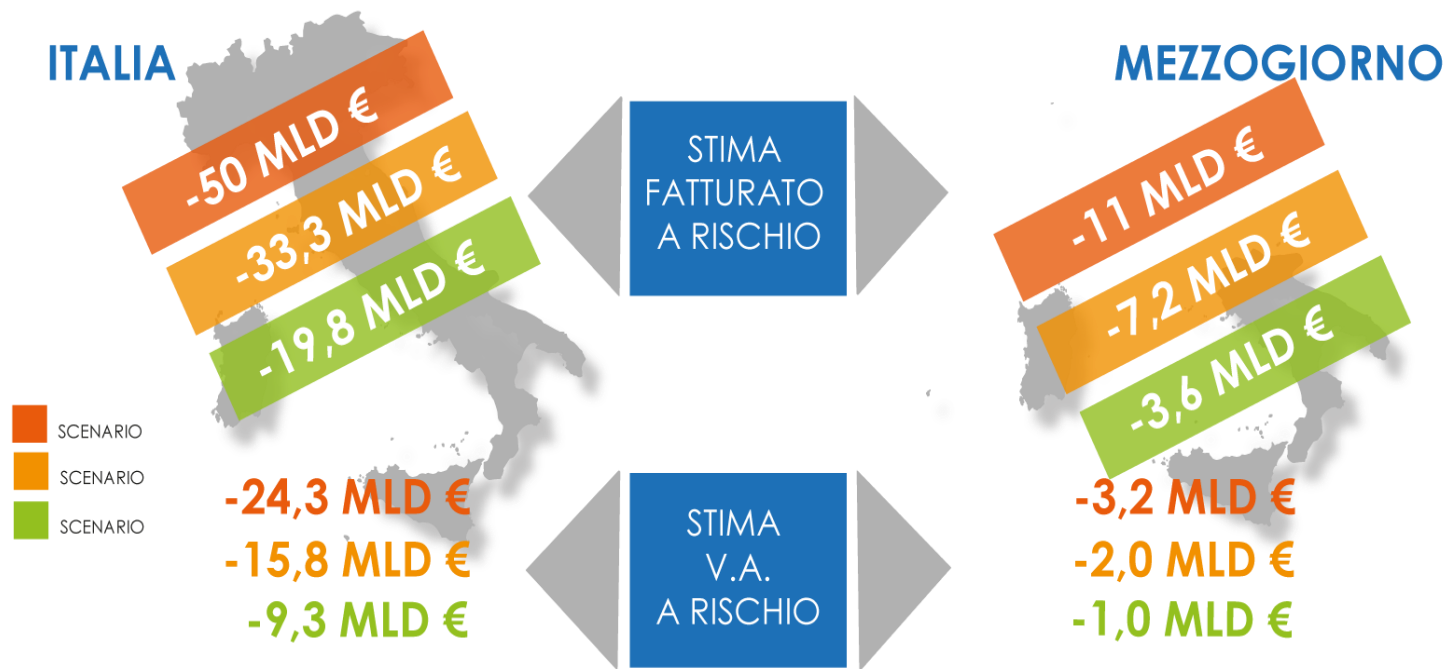 ITALIA
-50 MLD €
-33,3 MLD €
-19,8 MLD €
STIMA
FATTURATO
A RISCHIO
MEZZOGIORNO
-11 MLD €
-7,2 MLD €
-3,6 MLD €
SCENARIO
SCENARIO
SCENARIO
-24,3 MLD €
-15,8 MLD €
-9,3 MLD €
STIMA
V.A.
A RISCHIO
-3,2 MLD €
-2,0 MLD €
-1,0 MLD €